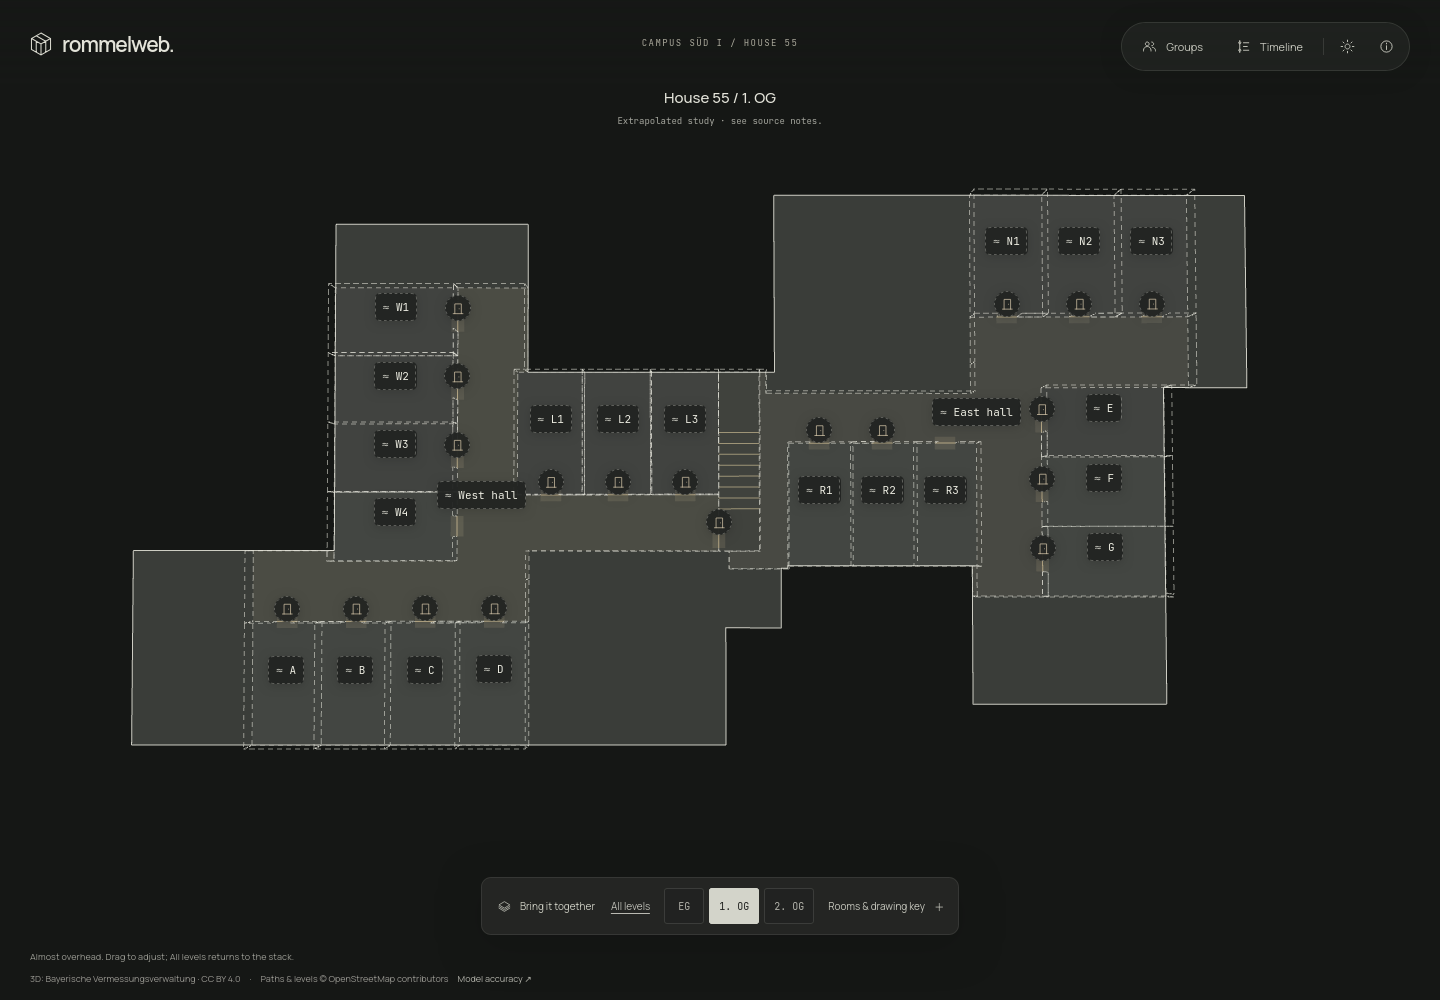 rommelweb.
CAMPUS SÜD I / HOUSE 55
Groups
Timeline
House 55 / 1. OG
Extrapolated study · see source notes.
≈ N1
≈ N2
≈ N3
≈ W1
≈ W2
≈ W3
≈ W4
≈ West hall
≈ L1
≈ L2
≈ L3
≈ East hall
≈ R1
≈ R2
≈ R3
≈ E
≈ F
≈ G
≈ A
≈ B
≈ C
≈ D
Bring it together
All levels
EG
1. OG
2. OG
Rooms & drawing key +
Almost overhead. Drag to adjust; All levels returns to the stack.
3D: Bayerische Vermessungsverwaltung · CC BY 4.0 · Paths & levels © OpenStreetMap contributors Model accuracy ↗